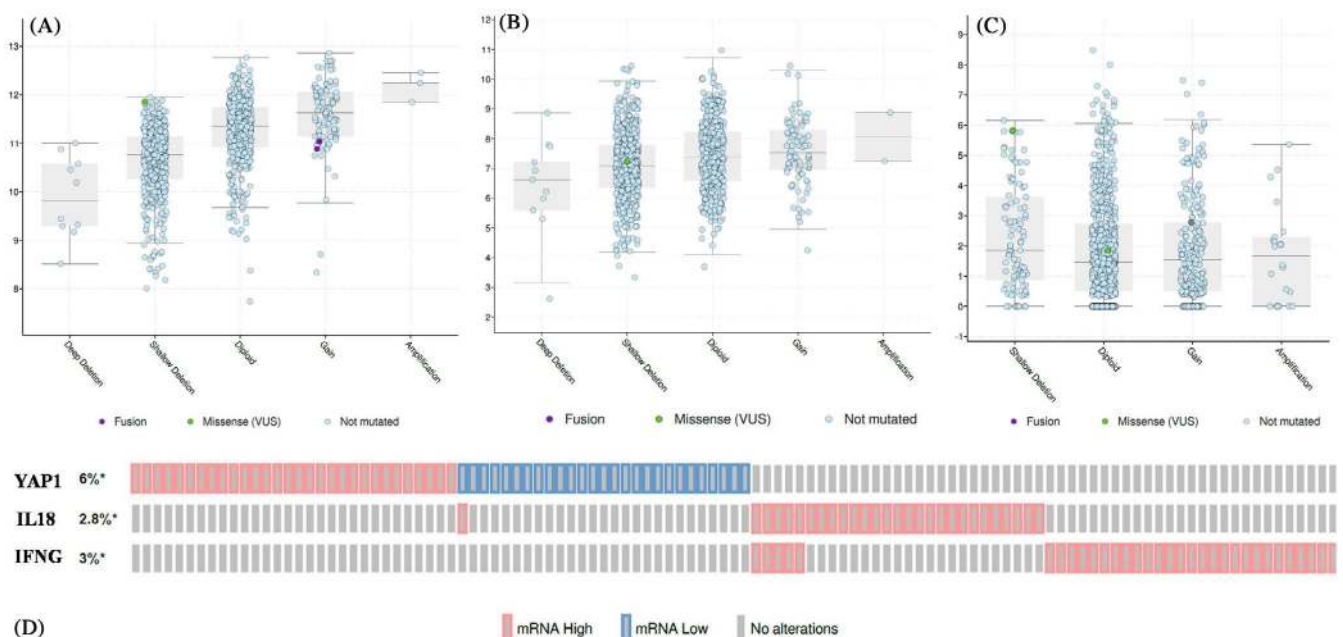 (A)
13
12
11
10
9
8
Deep Deletion
Shallow Deletion
Diploid
Gain
Amplification
Fusion Missense (VUS) Not mutated
(B)
12
11
10
9
8
7
6
5
4
3
2
Deep Deletion
Shallow Deletion
Diploid
Gain
Amplification
Fusion Missense (VUS) Not mutated
(C)
9
8
7
6
5
4
3
2
1
0
-1
Shallow Deletion
Diploid
Gain
Amplification
Fusion Missense (VUS) Not mutated
YAP1 6%*
IL18 2.8%*
IFNG 3%*
(D) mRNA High mRNA Low No alterations